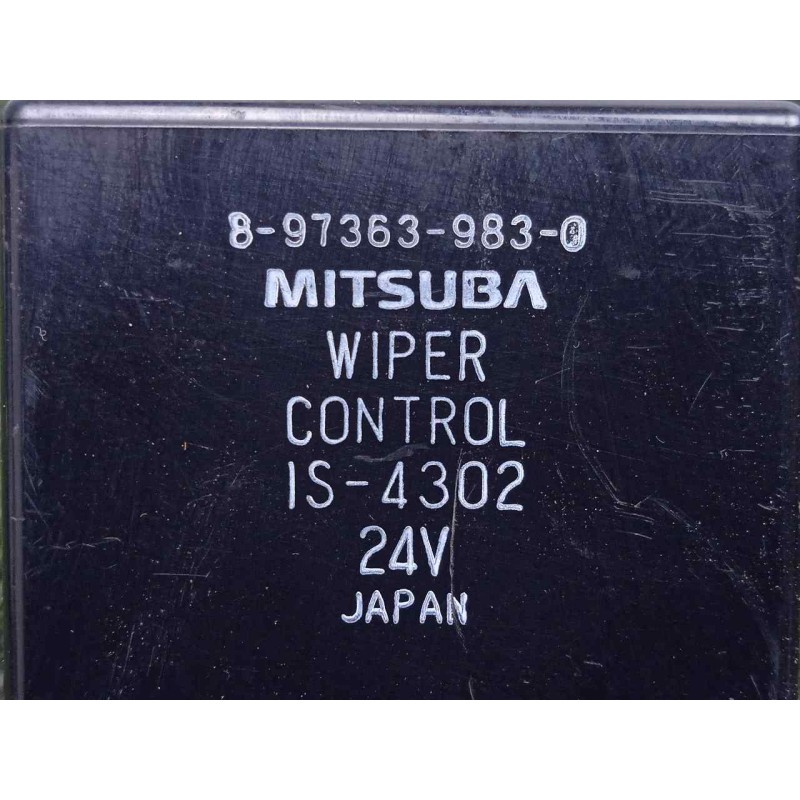 8-97363-983-0
MITSUBA
WIPER
CONTROL
IS-4302
24V
JAPAN